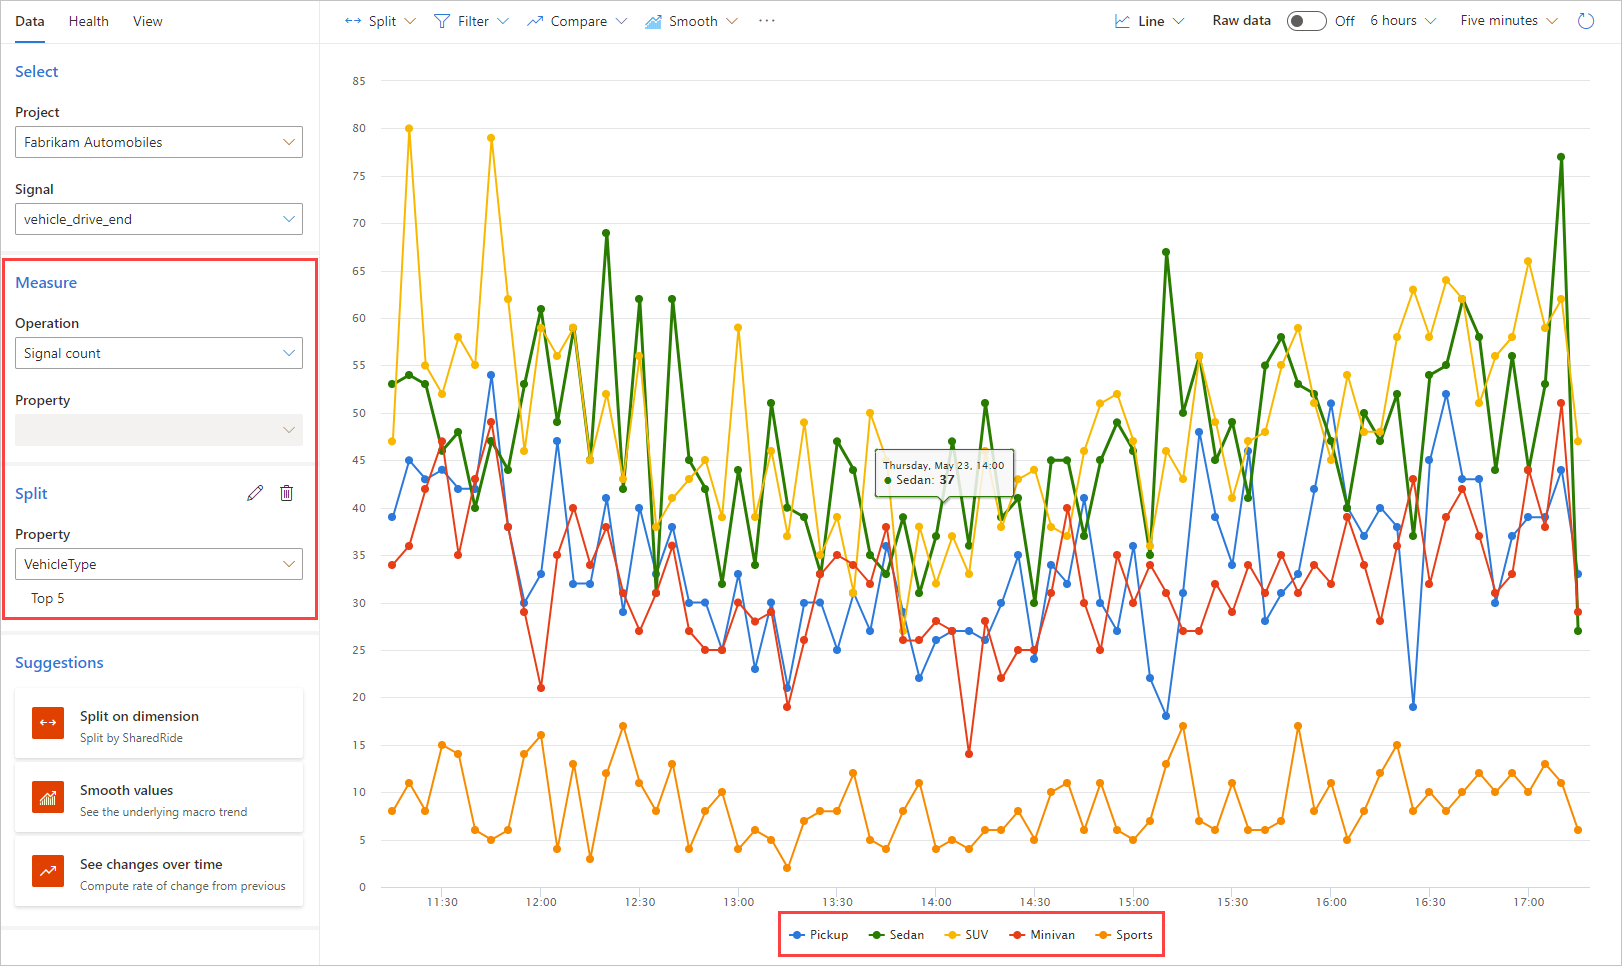 Data Health View
Split Filter Compare Smooth ···
Line Raw data Off 6 hours Five minutes
Select
Project
Fabrikam Automobiles
Signal
vehicle_drive_end
Measure
Operation
Signal count
Property
Split
Property
VehicleType
Top 5
Suggestions
Split on dimension
Split by SharedRide
Smooth values
See the underlying macro trend
See changes over time
Compute rate of change from previous
85
80
75
70
65
60
55
50
45
40
35
30
25
20
15
10
5
0
Thursday, May 23, 14:00
Sedan: 37
11:30 12:00 12:30 13:00 13:30 14:00 14:30 15:00 15:30 16:00 16:30 17:00
Pickup Sedan SUV Minivan Sports